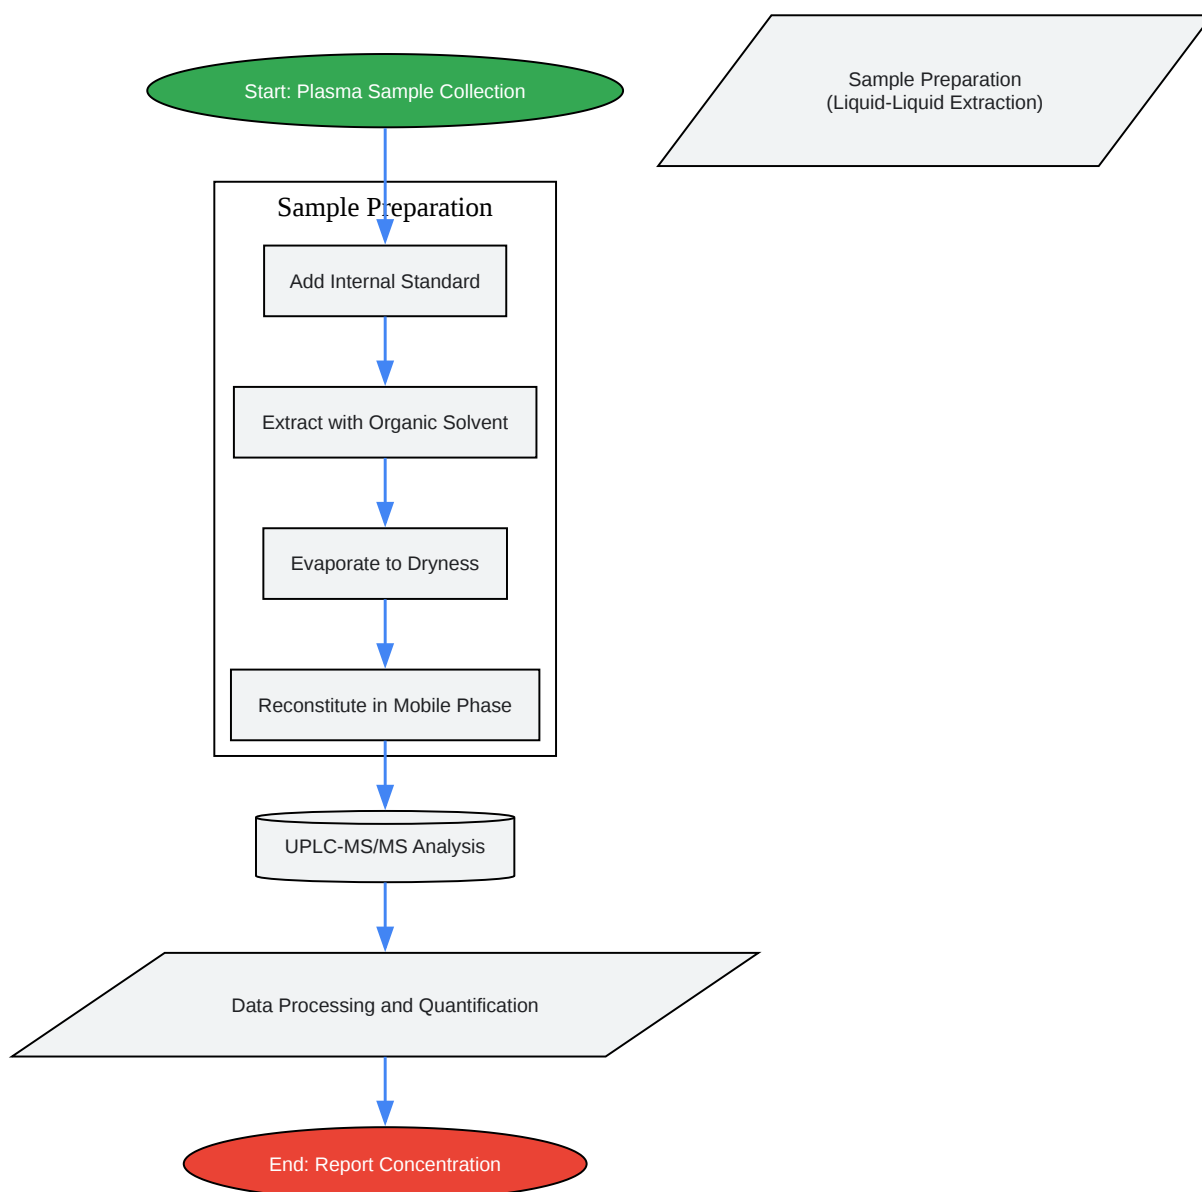 Start: Plasma Sample Collection
Sample Preparation
(Liquid-Liquid Extraction)
Sample Preparation
Add Internal Standard
Extract with Organic Solvent
Evaporate to Dryness
Reconstitute in Mobile Phase
UPLC-MS/MS Analysis
Data Processing and Quantification
End: Report Concentration